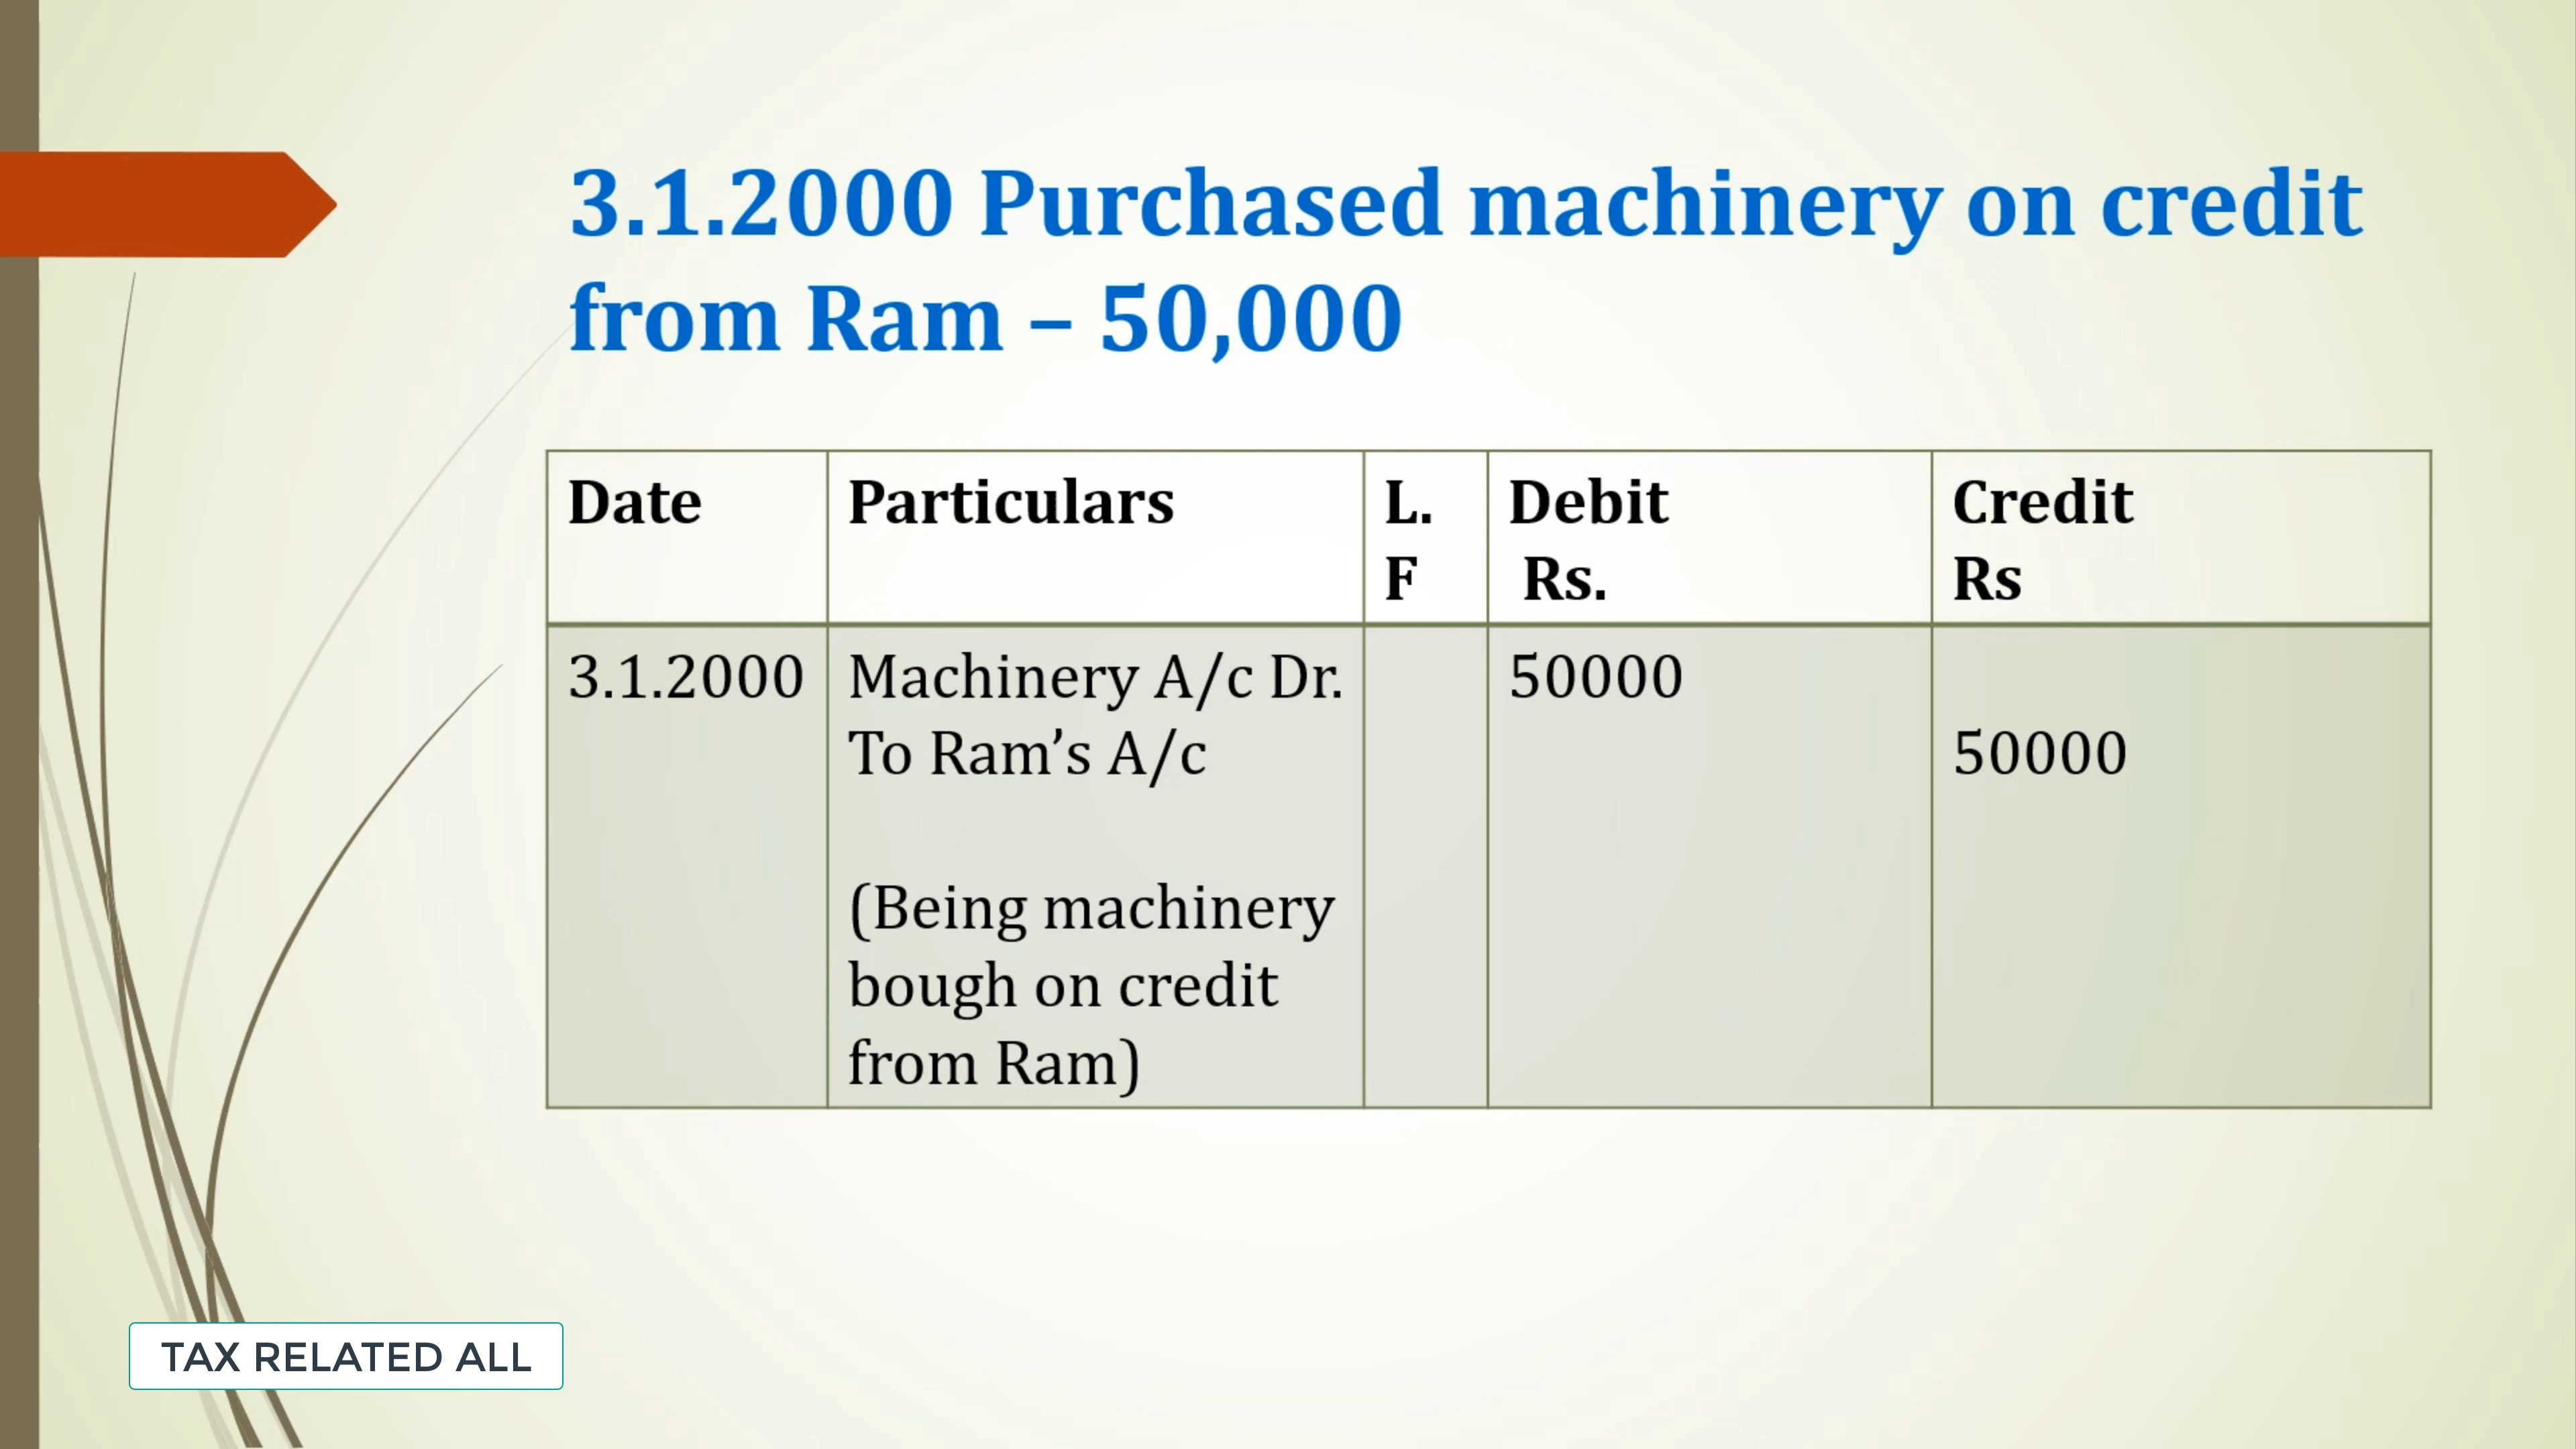 3.1.2000 Purchased machinery on credit
from Ram – 50,000
Date Particulars L. Debit Credit
F Rs. Rs
3.1.2000 Machinery A/c Dr. 50000
To Ram’s A/c 50000
(Being machinery
bough on credit
from Ram)
TAX RELATED ALL